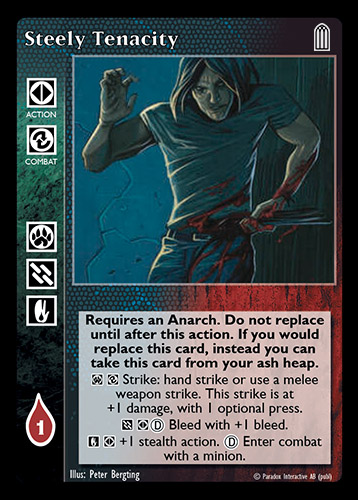 Steely Tenacity
ACTION
COMBAT
Requires an Anarch. Do not replace
until after this action. If you would
replace this card, instead you can
take this card from your ash heap.
Strike: hand strike or use a melee
weapon strike. This strike is at
+1 damage, with 1 optional press.
Ⓓ Bleed with +1 bleed.
+1 stealth action. Ⓓ Enter combat
with a minion.
1
Illus: Peter Bergting
© Paradox Interactive AB (publ)